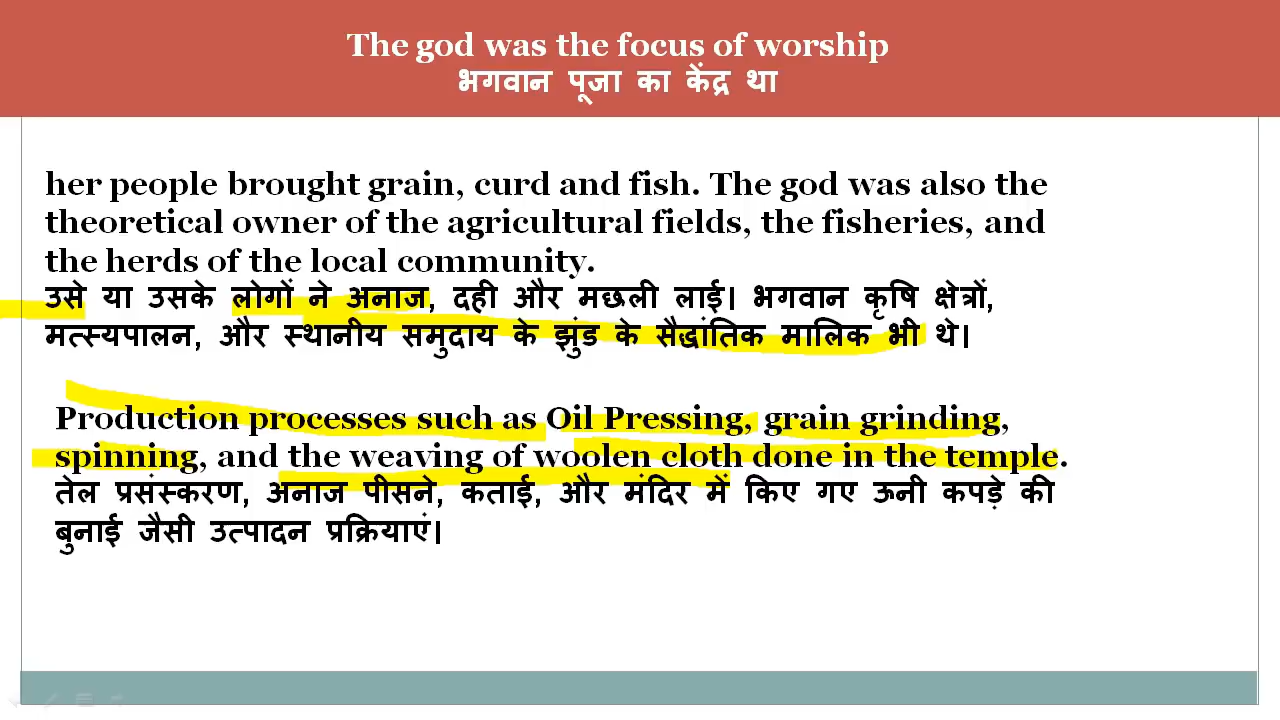 The god was the focus of worship
भगवान पूजा का केंद्र था
her people brought grain, curd and fish. The god was also the
theoretical owner of the agricultural fields, the fisheries, and
the herds of the local community.
उसे या उसके लोगों ने अनाज, दही और मछली लाई। भगवान कृषि क्षेत्रों,
मत्स्यपालन, और स्थानीय समुदाय के झुंड के सैद्धांतिक मालिक भी थे।
Production processes such as Oil Pressing, grain grinding,
spinning, and the weaving of woolen cloth done in the temple.
तेल प्रसंस्करण, अनाज पीसने, कताई, और मंदिर में किए गए ऊनी कपड़े की
बुनाई जैसी उत्पादन प्रक्रियाएं।